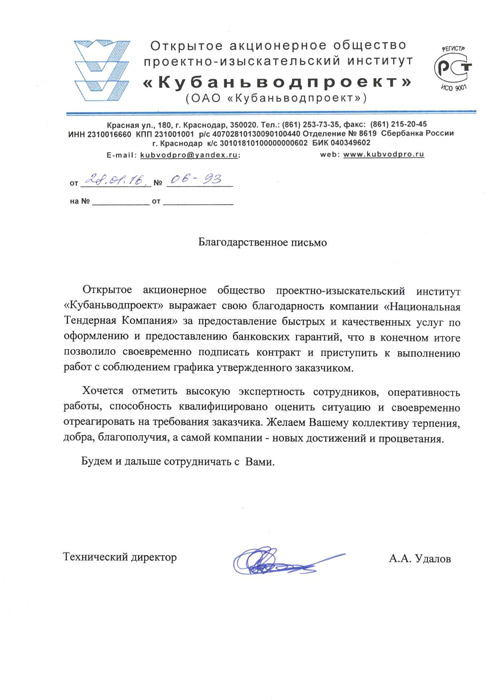 Открытое акционерное общество
проектно-изыскательский институт
«Кубаньводпроект»
(ОАО «Кубаньводпроект»)
РЕГИСТР
РСТ
ИСО 9001
Красная ул., 180, г. Краснодар, 350020. Тел.: (861) 253-73-35, факс: (861) 215-20-45
ИНН 2310016660 КПП 231001001 р/с 40702810130090100440 Отделение № 8619 Сбербанка России
г. Краснодар к/с 30101810100000000602 БИК 040349602
E-mail: kubvodpro@yandex.ru; web: www.kubvodpro.ru
от 28.01.16. № 06-93
на № ____________ от ____________
Благодарственное письмо
Открытое акционерное общество проектно-изыскательский институт
«Кубаньводпроект» выражает свою благодарность компании «Национальная
Тендерная Компания» за предоставление быстрых и качественных услуг по
оформлению и предоставлению банковских гарантий, что в конечном итоге
позволило своевременно подписать контракт и приступить к выполнению
работ с соблюдением графика утвержденного заказчиком.
Хочется отметить высокую экспертность сотрудников, оперативность
работы, способность квалифицировано оценить ситуацию и своевременно
отреагировать на требования заказчика. Желаем Вашему коллективу терпения,
добра, благополучия, а самой компании - новых достижений и процветания.
Будем и дальше сотрудничать с Вами.
Технический директор А.А. Удалов